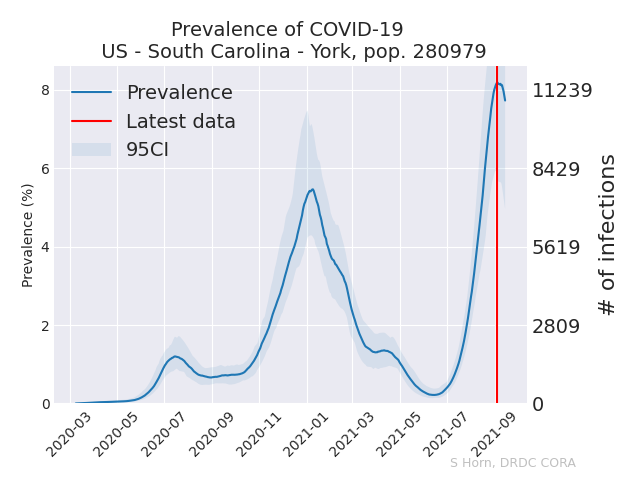 Prevalence of COVID-19
US - South Carolina - York, pop. 280979
Prevalence
Latest data
95CI
Prevalence (%)
8
6
4
2
0
11239
8429
5619
2809
0
# of infections
2020-03
2020-05
2020-07
2020-09
2020-11
2021-01
2021-03
2021-05
2021-07
2021-09
S Horn, DRDC CORA